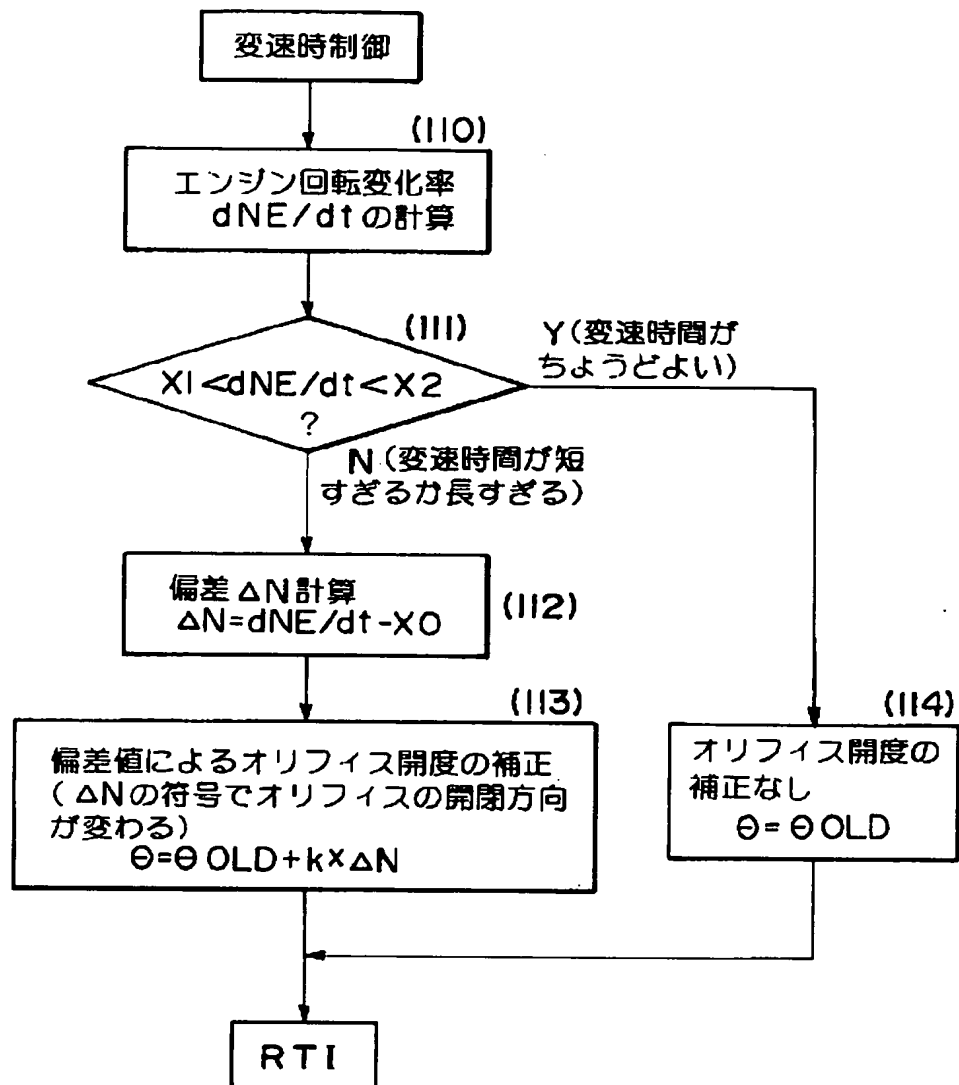 変速時制御
(110)
エンジン回転変化率
dNE/dtの計算
(111)
X1<dNE/dt<X2
?
Y(変速時間が
ちょうどよい)
N(変速時間が短
すぎるか長すぎる)
偏差 ΔN計算
ΔN=dNE/dt-X0
(112)
(113)
偏差値によるオリフィス開度の補正
(ΔNの符号でオリフィスの開閉方向
が変わる)
θ=θOLD+k×ΔN
(114)
オリフィス開度の
補正なし
θ=θOLD
RTI